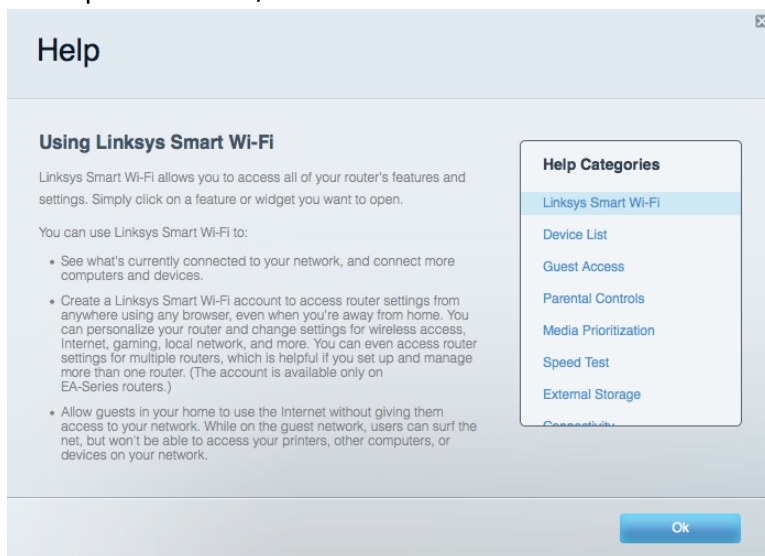 Help
Using Linksys Smart Wi-Fi
Linksys Smart Wi-Fi allows you to access all of your router's features and
settings. Simply click on a feature or widget you want to open.
You can use Linksys Smart Wi-Fi to:
• See what's currently connected to your network, and connect more
computers and devices.
• Create a Linksys Smart Wi-Fi account to access router settings from
anywhere using any browser, even when you're away from home. You
can personalize your router and change settings for wireless access,
Internet, gaming, local network, and more. You can even access router
settings for multiple routers, which is helpful if you set up and manage
more than one router. (The account is available only on
EA-Series routers.)
• Allow guests in your home to use the Internet without giving them
access to your network. While on the guest network, users can surf the
net, but won't be able to access your printers, other computers, or
devices on your network.
Help Categories
Linksys Smart Wi-Fi
Device List
Guest Access
Parental Controls
Media Prioritization
Speed Test
External Storage
Connectivity
Ok